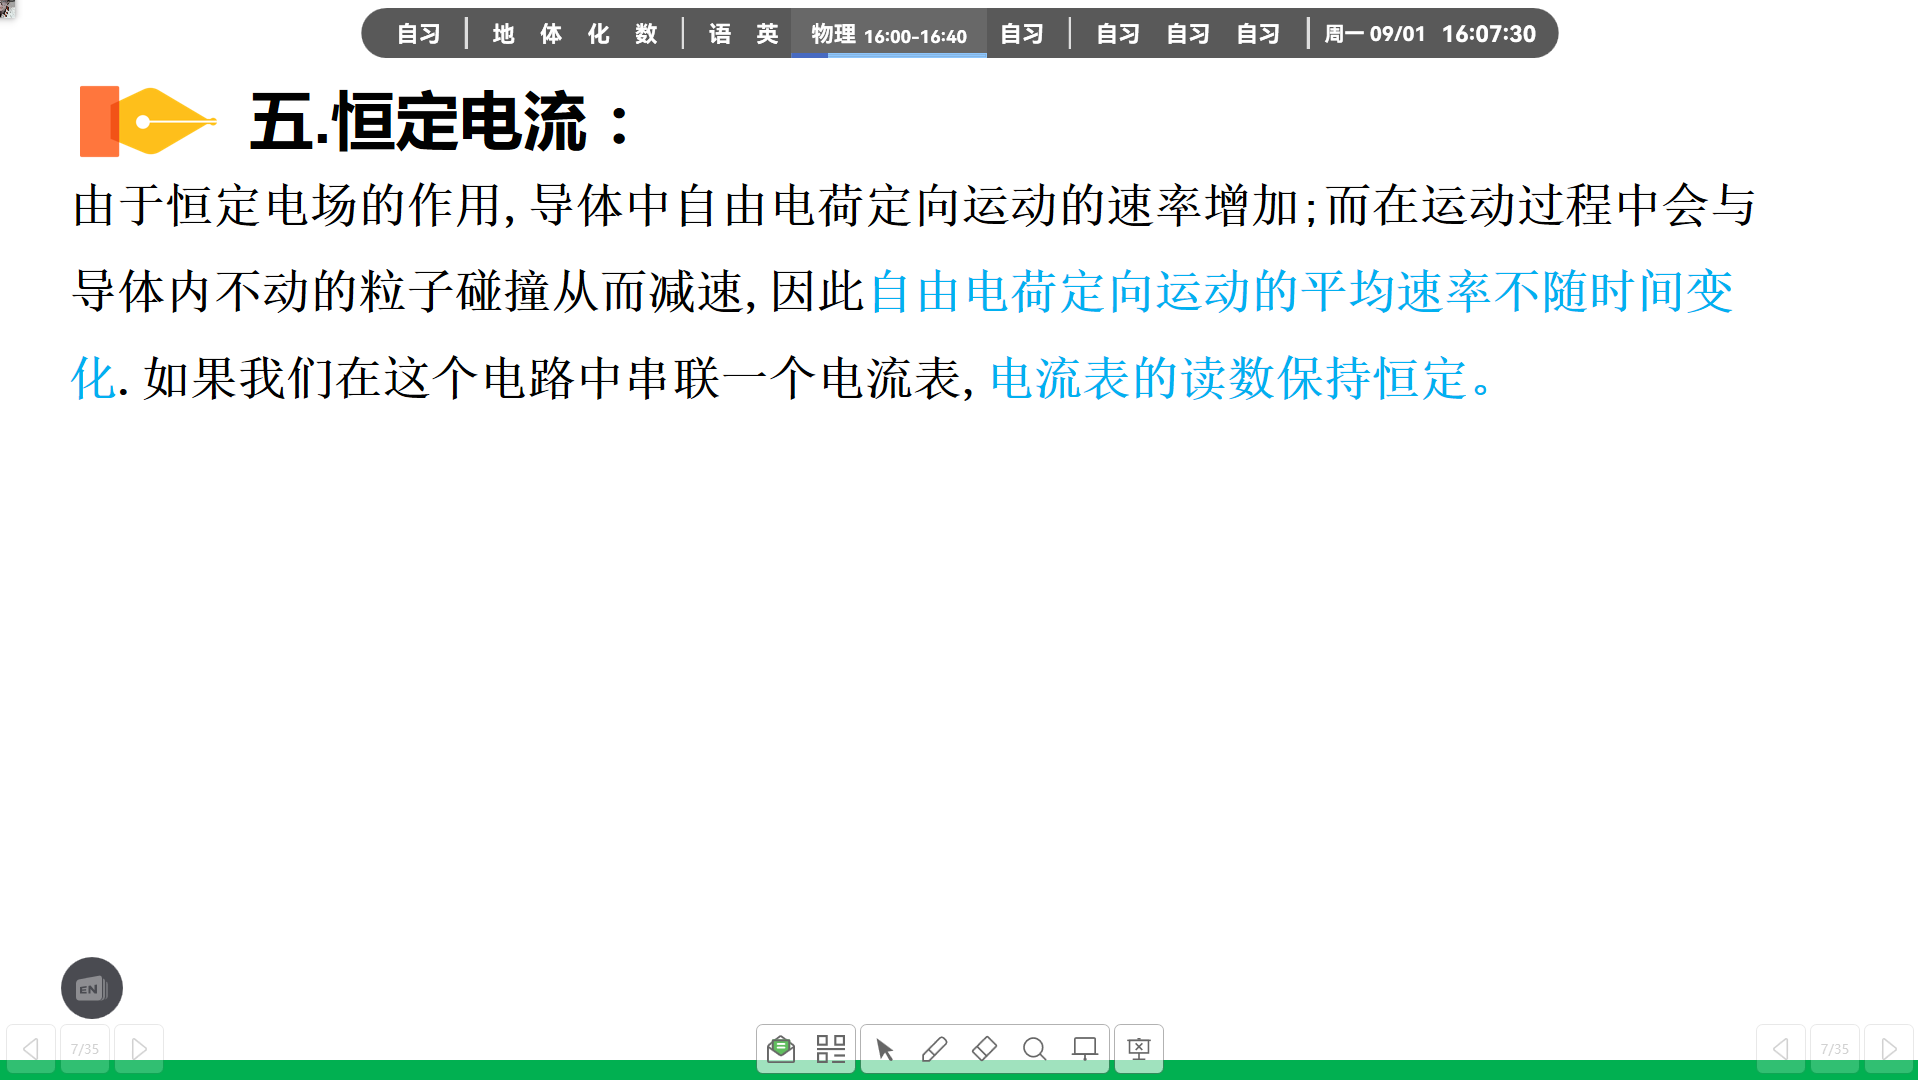 自习 | 地 体 化 数 | 语 英 物理 16:00-16:40 自习 | 自习 自习 自习 | 周一 09/01 16:07:30
五.恒定电流：
由于恒定电场的作用,导体中自由电荷定向运动的速率增加;而在运动过程中会与
导体内不动的粒子碰撞从而减速,因此自由电荷定向运动的平均速率不随时间变
化.如果我们在这个电路中串联一个电流表,电流表的读数保持恒定。
EN
7/35
7/35